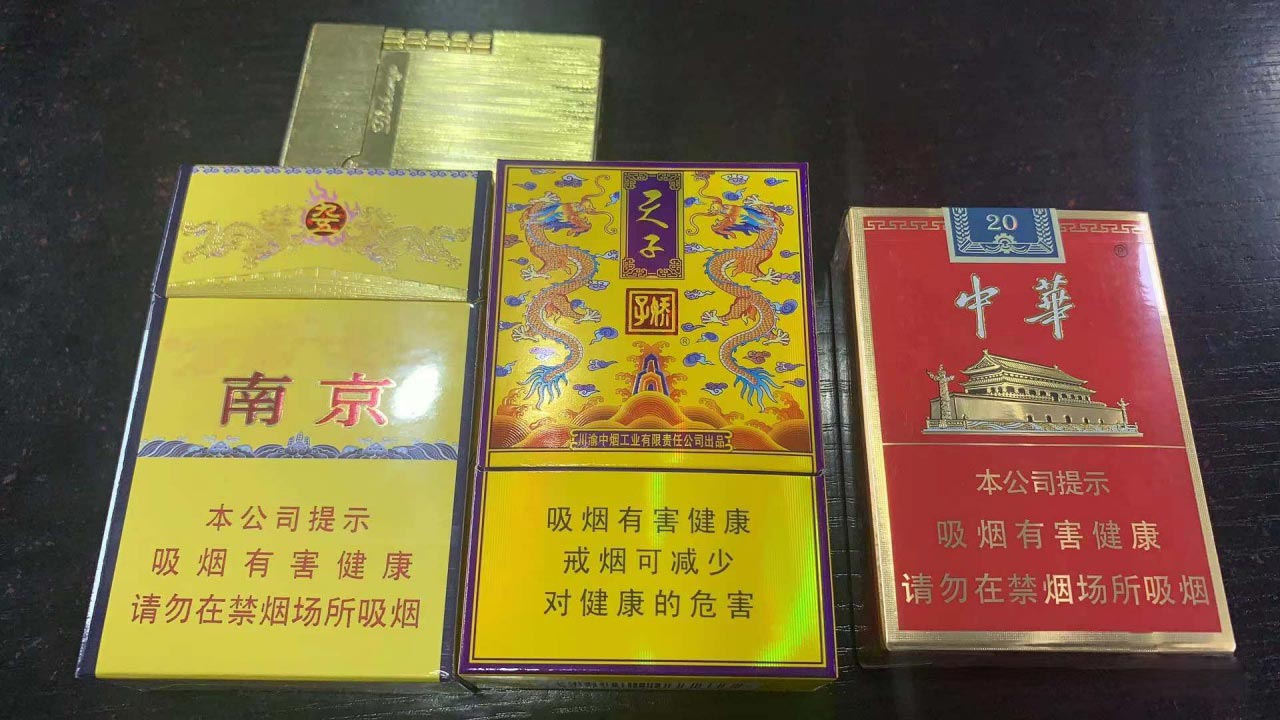 九五
南京
本公司提示
吸烟有害健康
请勿在禁烟场所吸烟
天子
娇子
®
川渝中烟工业有限责任公司出品
吸烟有害健康
戒烟可减少
对健康的危害
20
®
中華
本公司提示
吸烟有害健康
请勿在禁烟场所吸烟